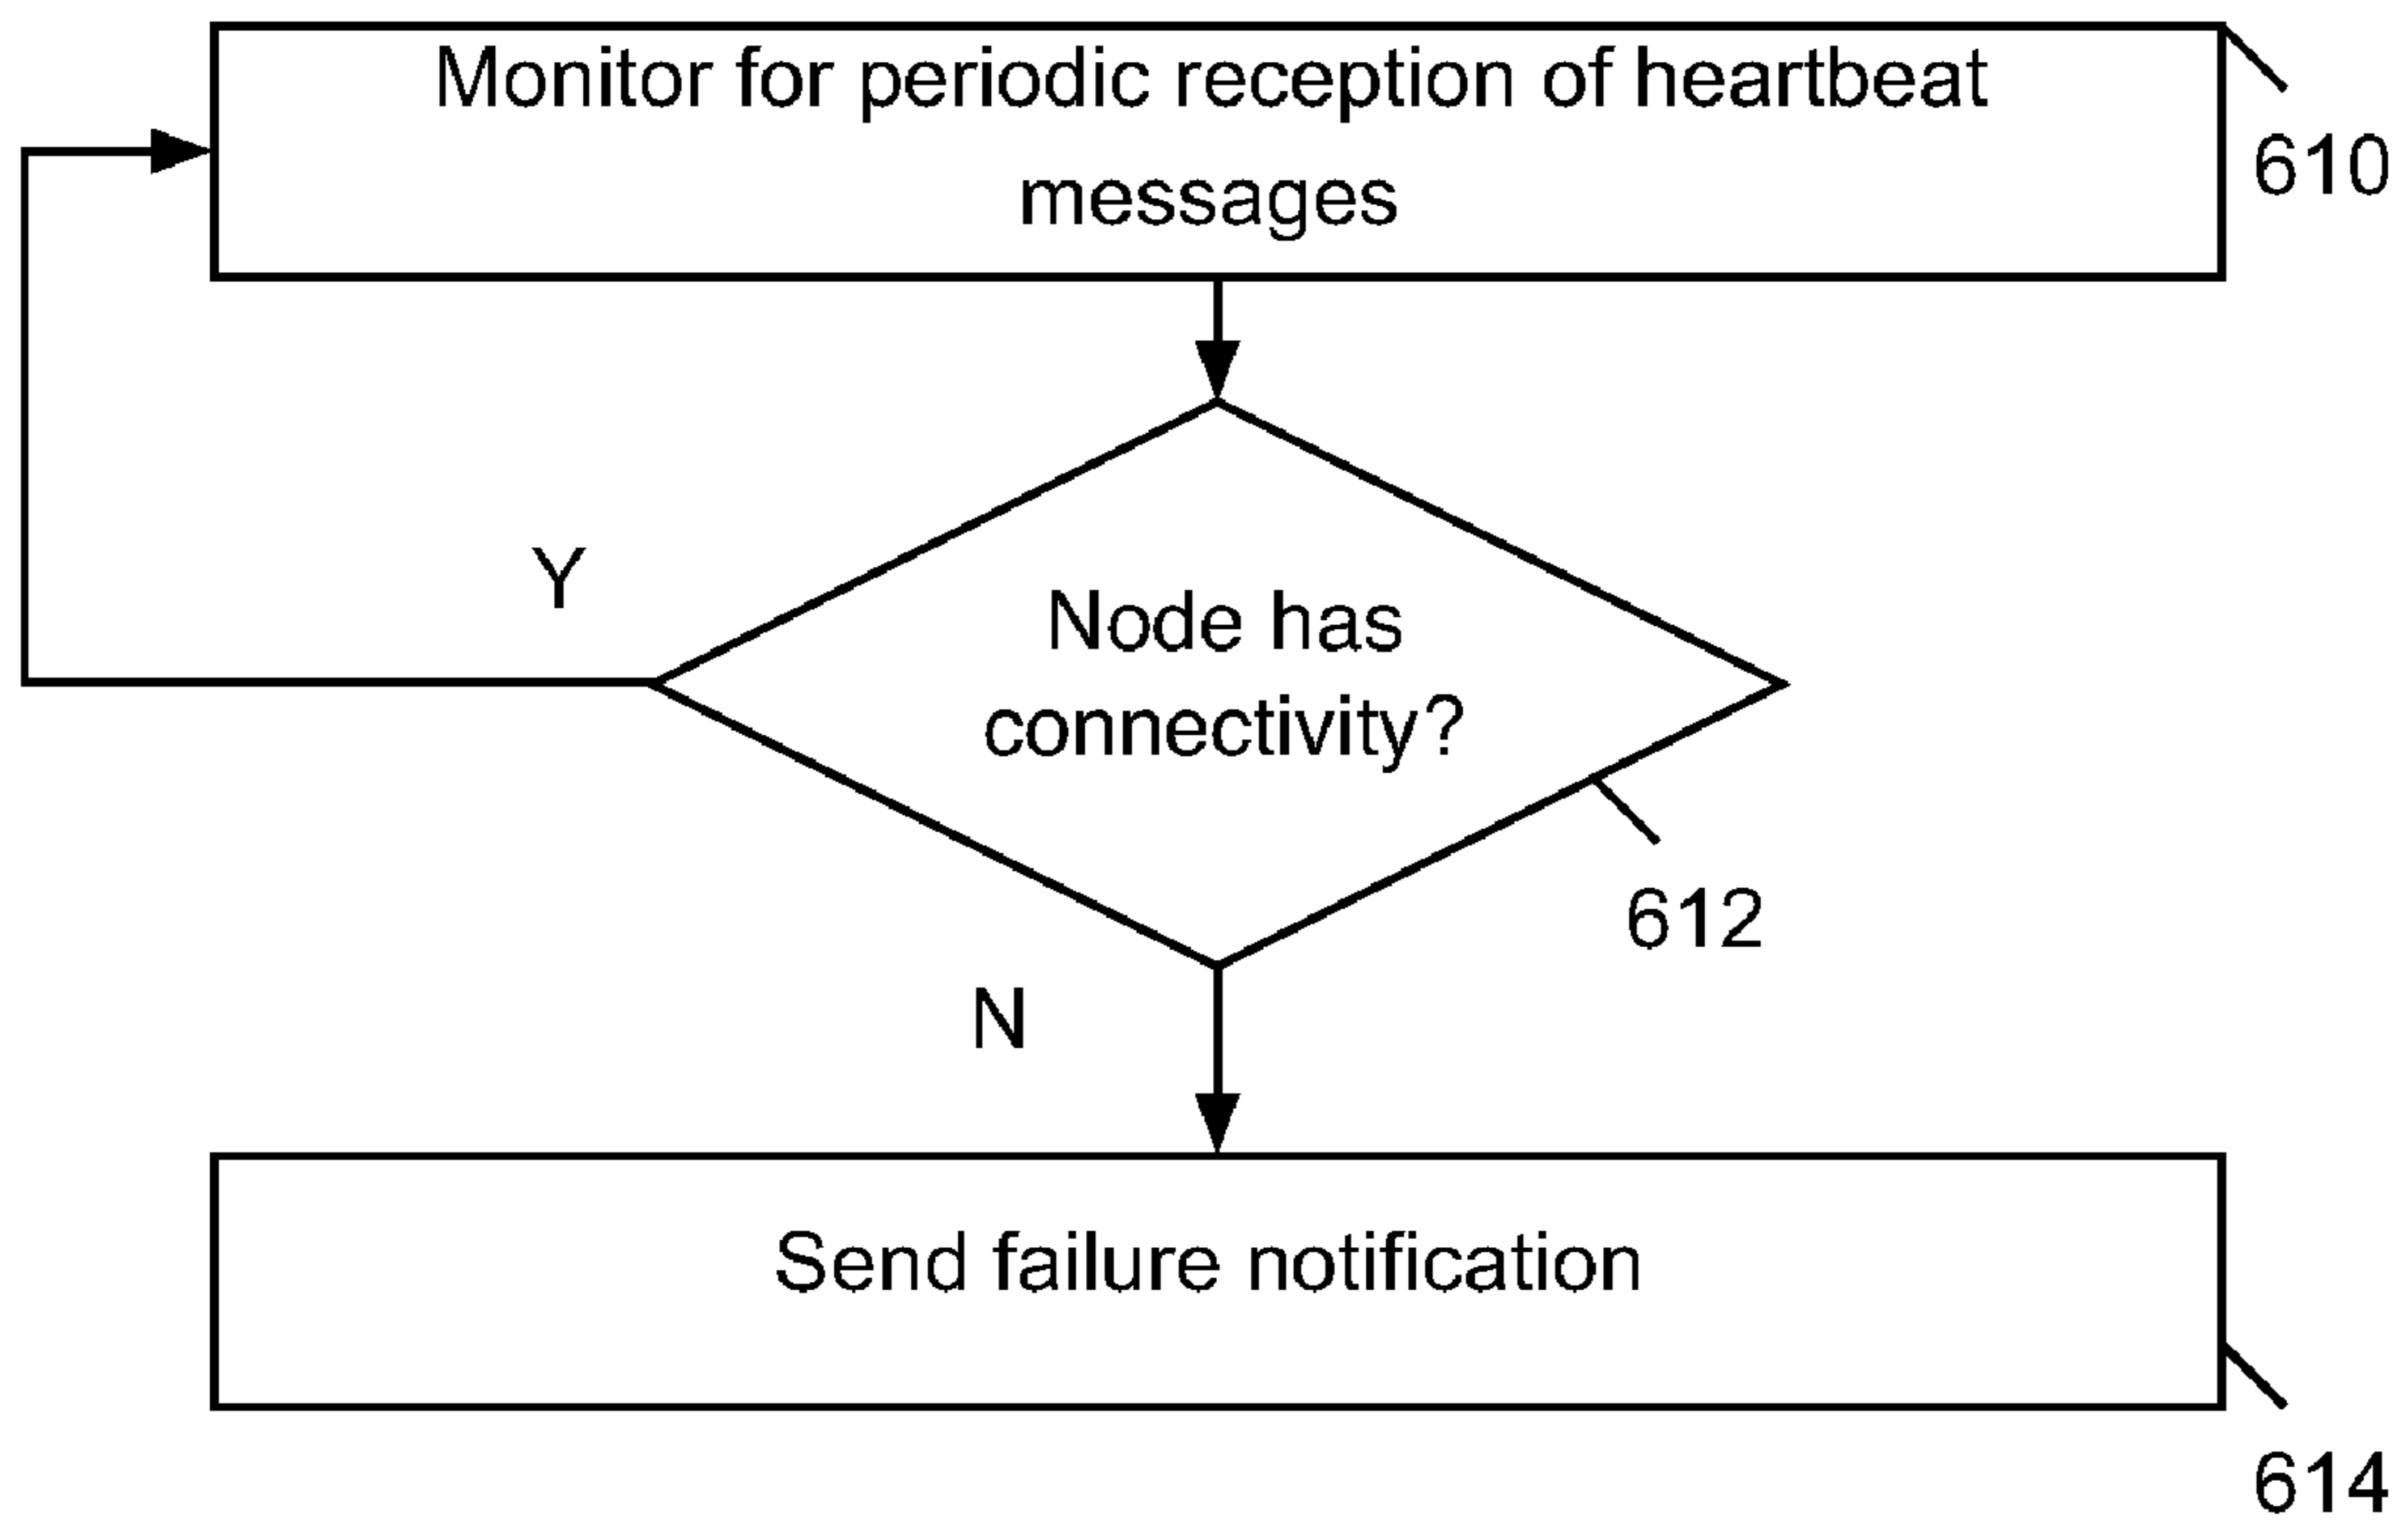 Monitor for periodic reception of heartbeat
messages
610
Y
Node has
connectivity?
612
N
Send failure notification
614